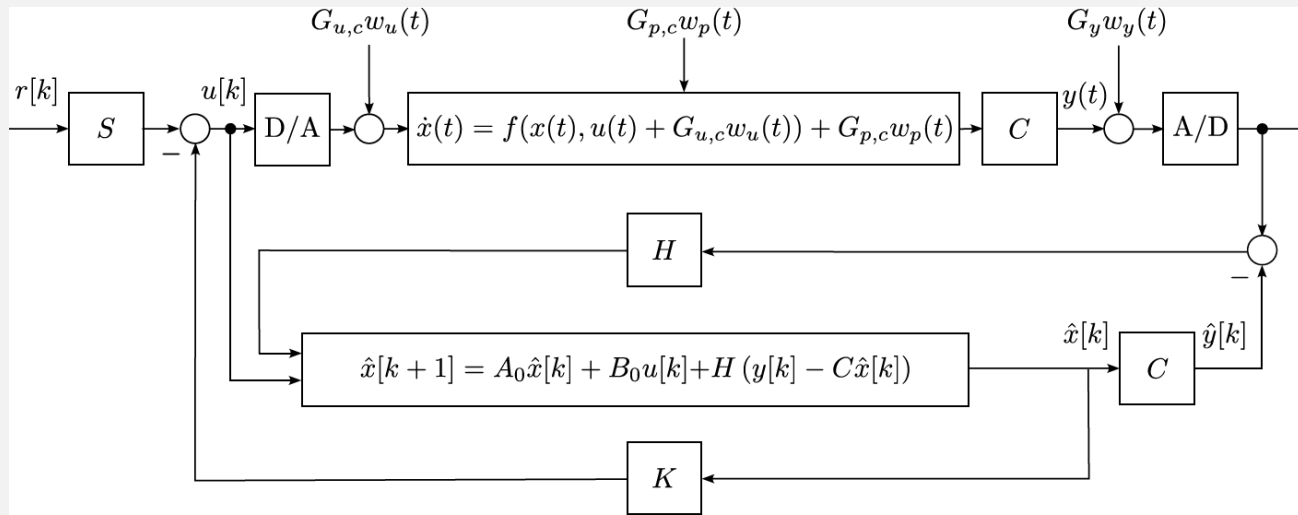 G_{u,c}w_u(t)
G_{p,c}w_p(t)
G_y w_y(t)
r[k]
S
−
u[k]
D/A
ẋ(t) = f(x(t), u(t) + G_{u,c}w_u(t)) + G_{p,c}w_p(t)
C
y(t)
A/D
H
−
x̂[k + 1] = A_0x̂[k] + B_0u[k]+H (y[k] − Cx̂[k])
x̂[k]
C
ŷ[k]
K